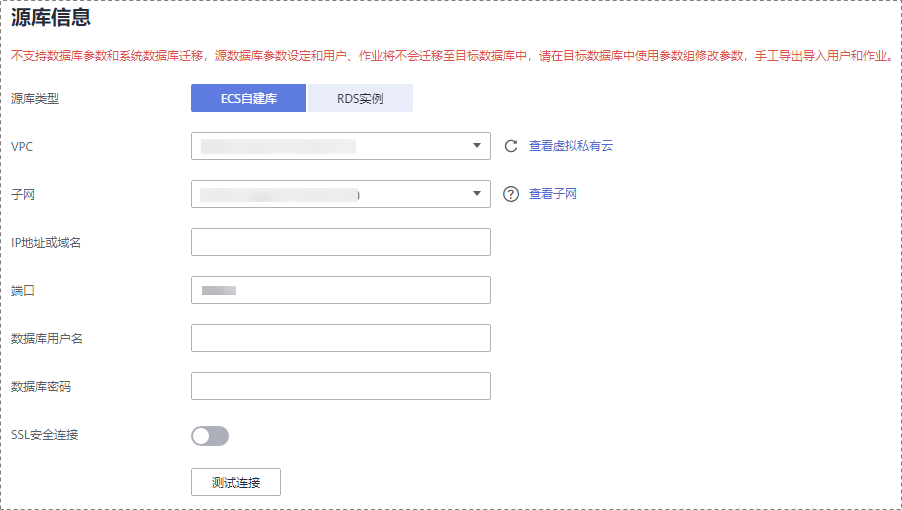 源库信息
不支持数据库参数和系统数据库迁移，源数据库参数设定和用户、作业将不会迁移至目标数据库中，请在目标数据库中使用参数组修改参数，手工导出导入用户和作业。
源库类型 ECS自建库 RDS实例
VPC 查看虚拟私有云
子网 查看子网
IP地址或域名
端口
数据库用户名
数据库密码
SSL安全连接
测试连接